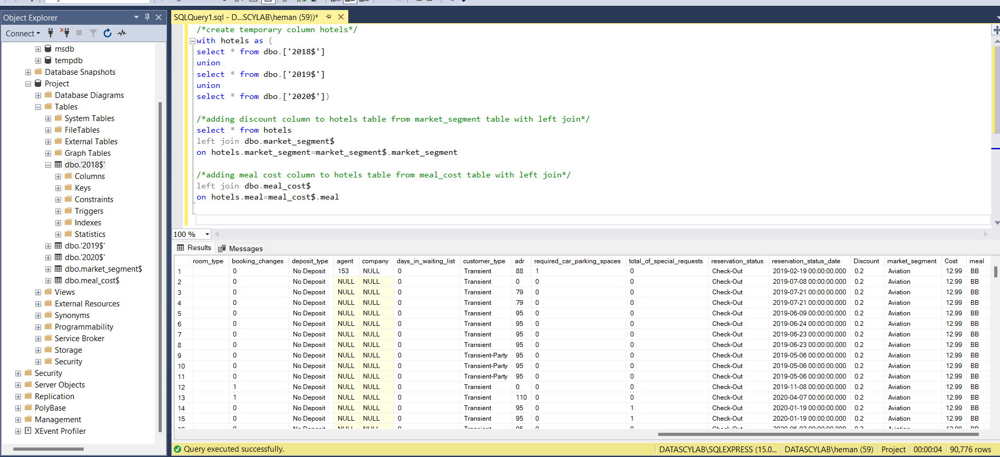 Object Explorer
Connect
msdb
tempdb
Database Snapshots
Project
Database Diagrams
Tables
System Tables
FileTables
External Tables
Graph Tables
dbo.'2018$'
Columns
Keys
Constraints
Triggers
Indexes
Statistics
dbo.'2019$'
dbo.'2020$'
dbo.market_segment$
dbo.meal_cost$
Views
External Resources
Synonyms
Programmability
Service Broker
Storage
Security
Security
Server Objects
Replication
PolyBase
Management
XEvent Profiler
SQLQuery1.sql - D...SCYLAB\heman (59))*
/*create temporary column hotels*/
with hotels as (
select * from dbo.['2018$']
union
select * from dbo.['2019$']
union
select * from dbo.['2020$'])
/*adding discount column to hotels table from market_segment table with left join*/
select * from hotels
left join dbo.market_segment$
on hotels.market_segment=market_segment$.market_segment
/*adding meal cost column to hotels table from meal_cost table with left join*/
left join dbo.meal_cost$
on hotels.meal=meal_cost$.meal
100 %
Results Messages
room_type booking_changes deposit_type agent company days_in_waiting_list customer_type adr required_car_parking_spaces total_of_special_requests reservation_status reservation_status_date Discount market_segment Cost meal
1 0 No Deposit 153 NULL 0 Transient 88 1 0 Check-Out 2019-02-19 00:00:00.000 0.2 Aviation 12.99 BB
2 0 No Deposit NULL NULL 0 Transient 0 0 0 Check-Out 2019-07-08 00:00:00.000 0.2 Aviation 12.99 BB
3 0 No Deposit NULL NULL 0 Transient 79 0 0 Check-Out 2019-07-21 00:00:00.000 0.2 Aviation 12.99 BB
4 0 No Deposit NULL NULL 0 Transient 79 0 0 Check-Out 2019-07-21 00:00:00.000 0.2 Aviation 12.99 BB
5 0 No Deposit NULL NULL 0 Transient 95 0 0 Check-Out 2019-06-09 00:00:00.000 0.2 Aviation 12.99 BB
6 0 No Deposit NULL NULL 0 Transient 95 0 0 Check-Out 2019-06-24 00:00:00.000 0.2 Aviation 12.99 BB
7 0 No Deposit NULL NULL 0 Transient 95 0 0 Check-Out 2019-06-23 00:00:00.000 0.2 Aviation 12.99 BB
8 0 No Deposit NULL NULL 0 Transient 95 0 0 Check-Out 2019-06-23 00:00:00.000 0.2 Aviation 12.99 BB
9 0 No Deposit NULL NULL 0 Transient-Party 95 0 0 Check-Out 2019-05-06 00:00:00.000 0.2 Aviation 12.99 BB
10 0 No Deposit NULL NULL 0 Transient-Party 95 0 0 Check-Out 2019-05-06 00:00:00.000 0.2 Aviation 12.99 BB
11 0 No Deposit NULL NULL 0 Transient-Party 95 0 0 Check-Out 2019-05-06 00:00:00.000 0.2 Aviation 12.99 BB
12 1 No Deposit NULL NULL 0 Transient 0 0 0 Check-Out 2019-11-08 00:00:00.000 0.2 Aviation 12.99 BB
13 1 No Deposit NULL NULL 0 Transient 110 0 0 Check-Out 2020-04-07 00:00:00.000 0.2 Aviation 12.99 BB
14 0 No Deposit NULL NULL 0 Transient 95 0 1 Check-Out 2020-01-19 00:00:00.000 0.2 Aviation 12.99 BB
15 0 No Deposit NULL NULL 0 Transient 95 0 1 Check-Out 2020-01-19 00:00:00.000 0.2 Aviation 12.99 BB
Query executed successfully. DATASCYLAB\SQLEXPRESS (15.0... DATASCYLAB\heman (59) Project 00:00:04 90,776 rows